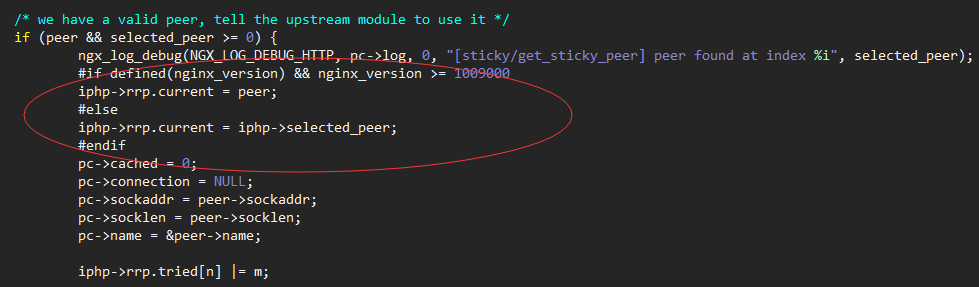 /* we have a valid peer, tell the upstream module to use it */
if (peer && selected_peer >= 0) {
ngx_log_debug(NGX_LOG_DEBUG_HTTP, pc->log, 0, "[sticky/get_sticky_peer] peer found at index %i", selected_peer);
#if defined(nginx_version) && nginx_version >= 1009000
iphp->rrp.current = peer;
#else
iphp->rrp.current = iphp->selected_peer;
#endif
pc->cached = 0;
pc->connection = NULL;
pc->sockaddr = peer->sockaddr;
pc->socklen = peer->socklen;
pc->name = &peer->name;
iphp->rrp.tried[n] |= m;